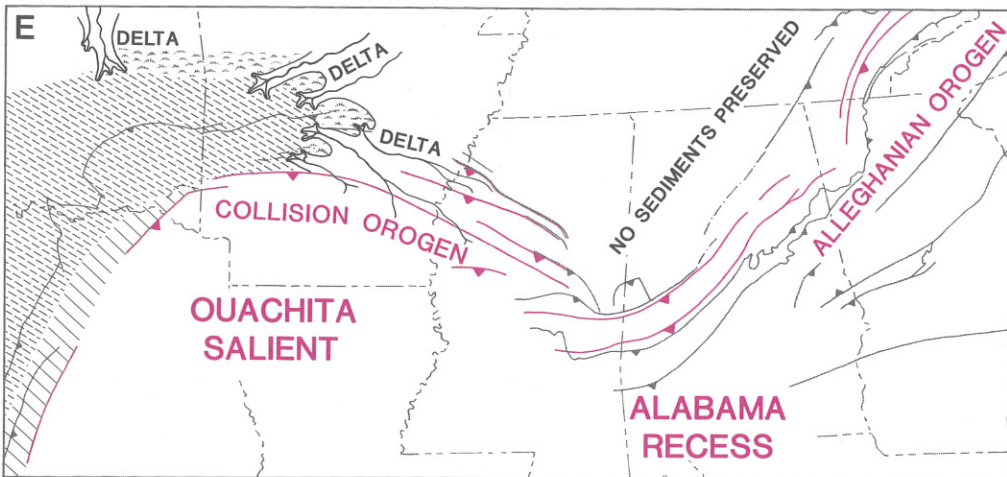 E
DELTA
DELTA
DELTA
NO SEDIMENTS PRESERVED
ALLEGHANIAN OROGEN
COLLISION OROGEN
OUACHITA
SALIENT
ALABAMA
RECESS